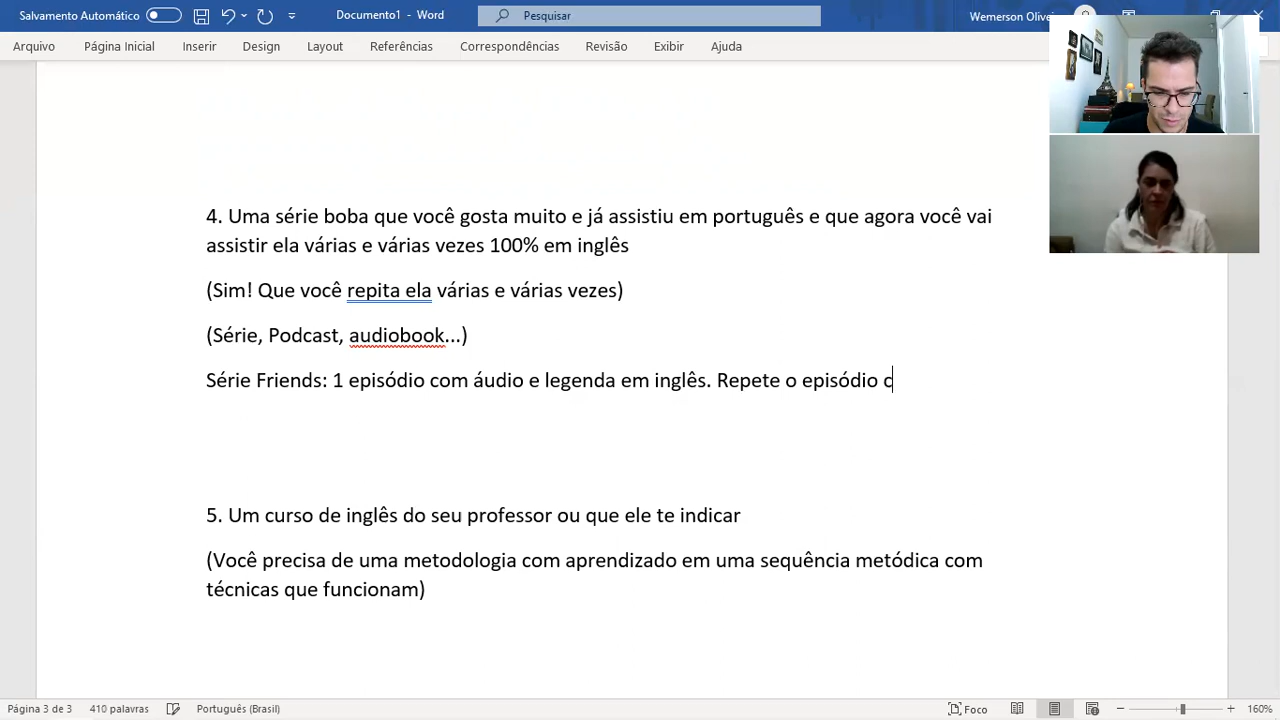 Salvamento Automático
Documento1 - Word
Pesquisar
Wemerson Olive
Arquivo Página Inicial Inserir Design Layout Referências Correspondências Revisão Exibir Ajuda
4. Uma série boba que você gosta muito e já assistiu em português e que agora você vai
assistir ela várias e várias vezes 100% em inglês
(Sim! Que você repita ela várias e várias vezes)
(Série, Podcast, audiobook...)
Série Friends: 1 episódio com áudio e legenda em inglês. Repete o episódio c
5. Um curso de inglês do seu professor ou que ele te indicar
(Você precisa de uma metodologia com aprendizado em uma sequência metódica com
técnicas que funcionam)
Página 3 de 3 410 palavras Português (Brasil) Foco 160%